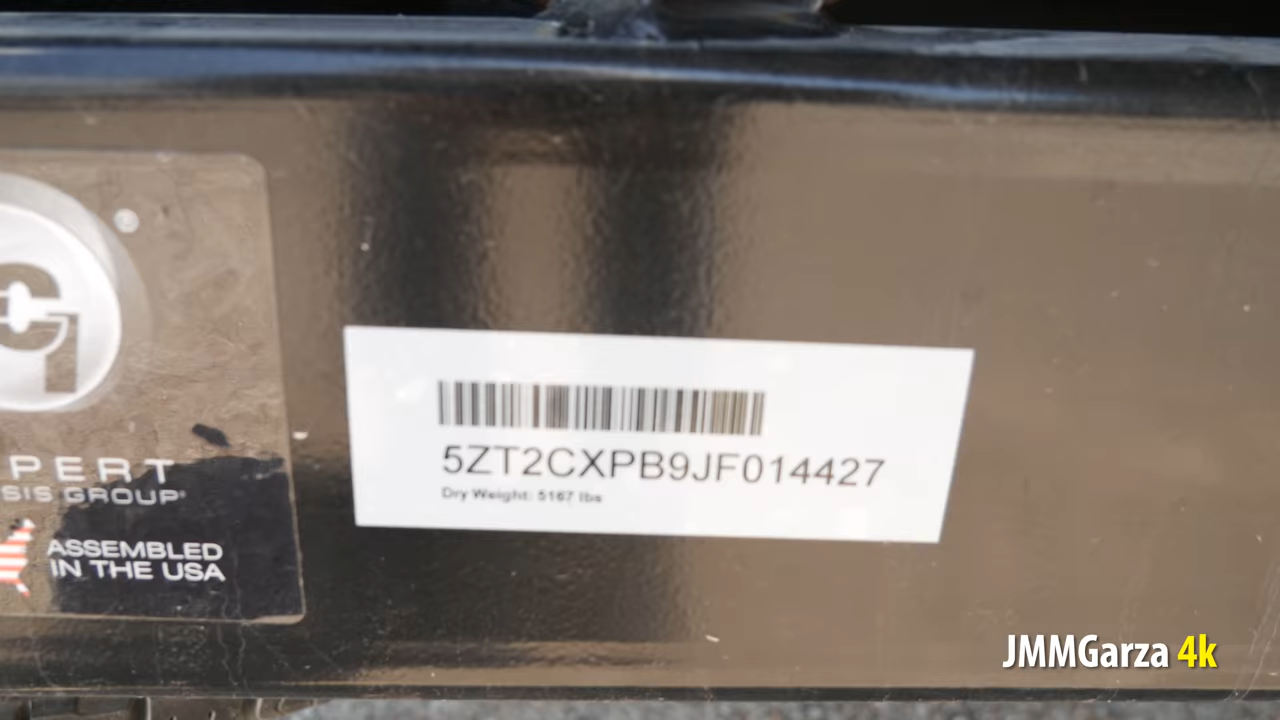 ®
PERT
SIS GROUP®
ASSEMBLED
IN THE USA
5ZT2CXPB9JF014427
Dry Weight: 5167 lbs
JMMGarza 4k